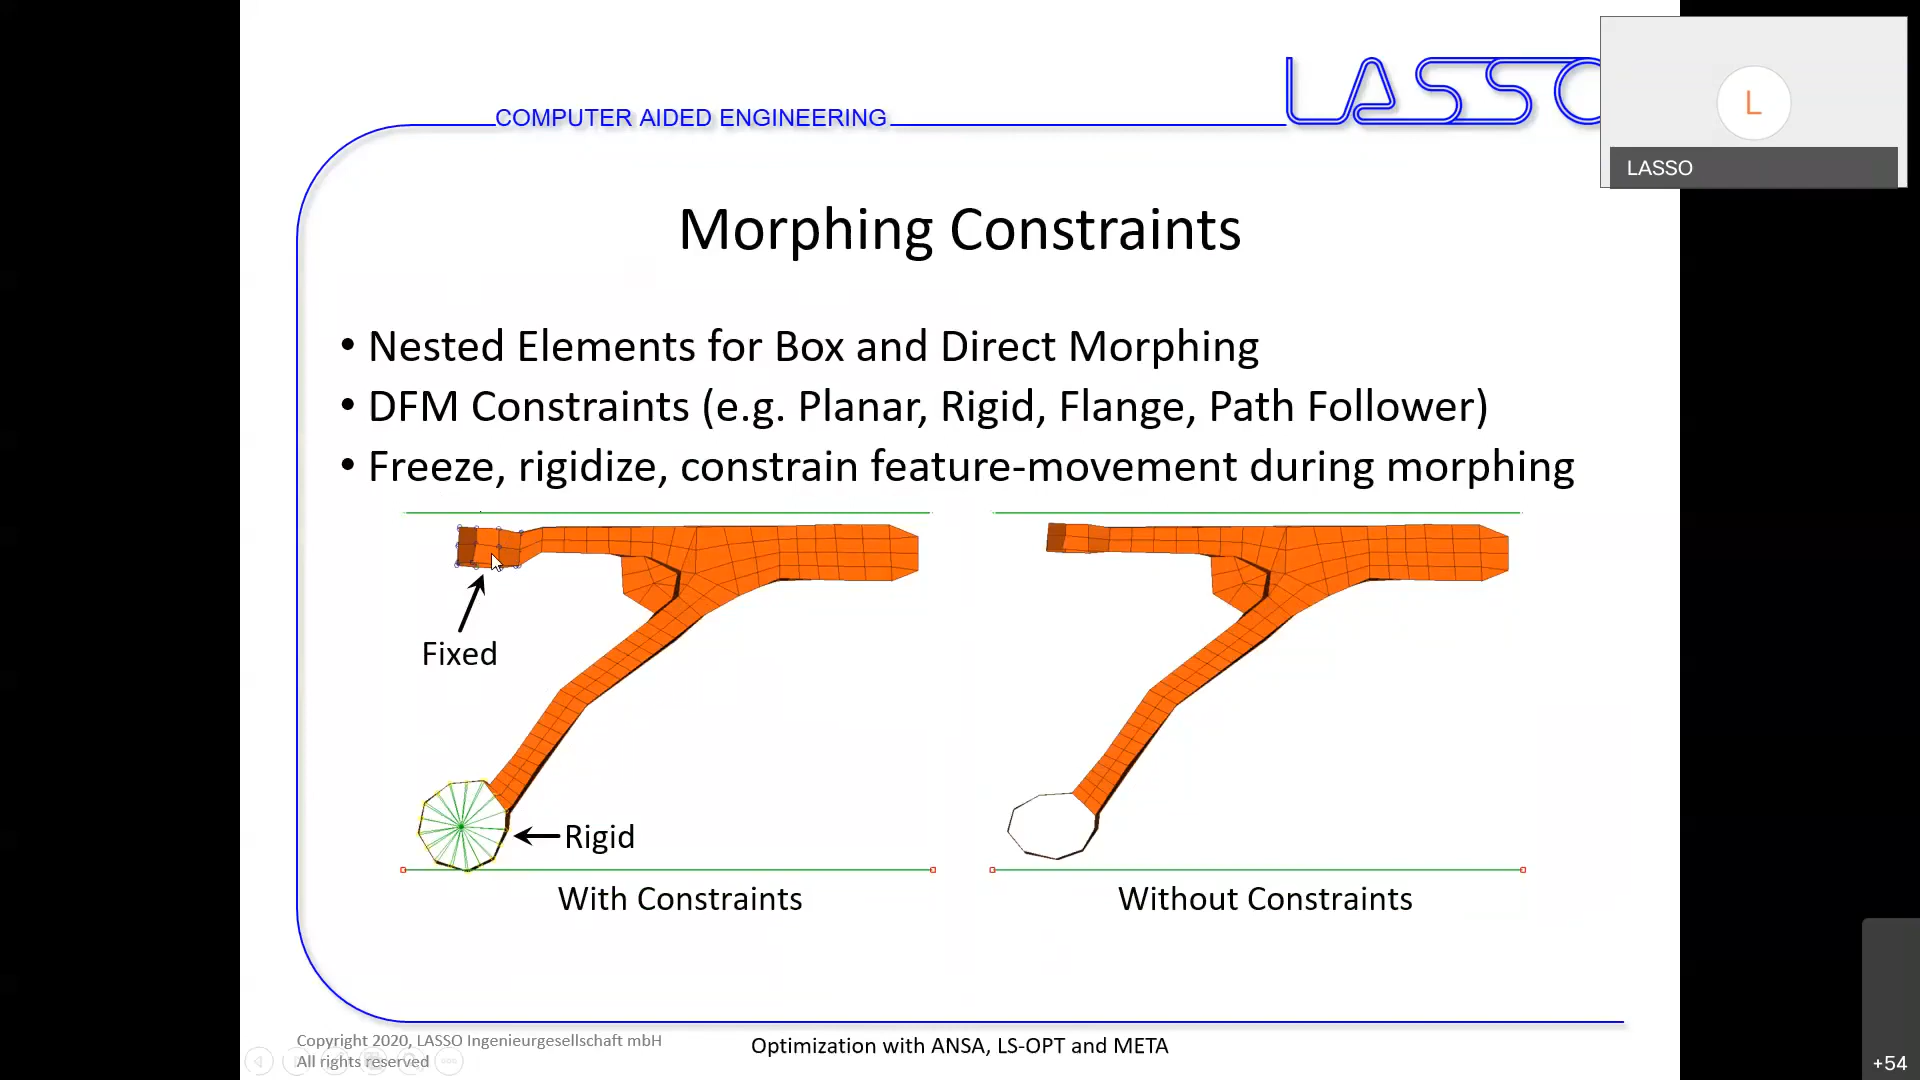 COMPUTER AIDED ENGINEERING
LASSO
L
LASSO
Morphing Constraints
• Nested Elements for Box and Direct Morphing
• DFM Constraints (e.g. Planar, Rigid, Flange, Path Follower)
• Freeze, rigidize, constrain feature-movement during morphing
Fixed
Rigid
With Constraints
Without Constraints
Copyright 2020, LASSO Ingenieurgesellschaft mbH
All rights reserved
Optimization with ANSA, LS-OPT and META
+54